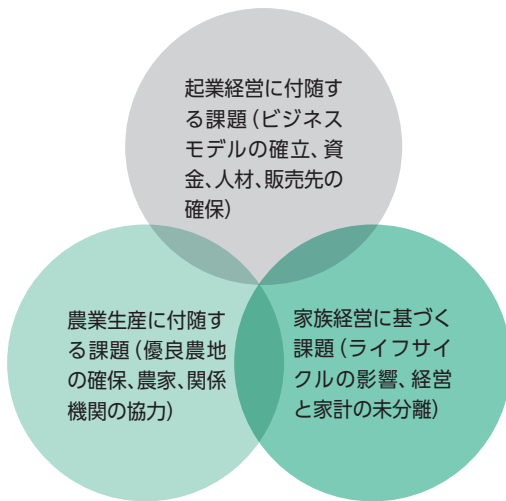 起業経営に付随す
る課題（ビジネス
モデルの確立、資
金、人材、販売先の
確保）
農業生産に付随す
る課題（優良農地
の確保、農家、関係
機関の協力）
家族経営に基づく
課題（ライフサイ
クルの影響、経営
と家計の未分離）